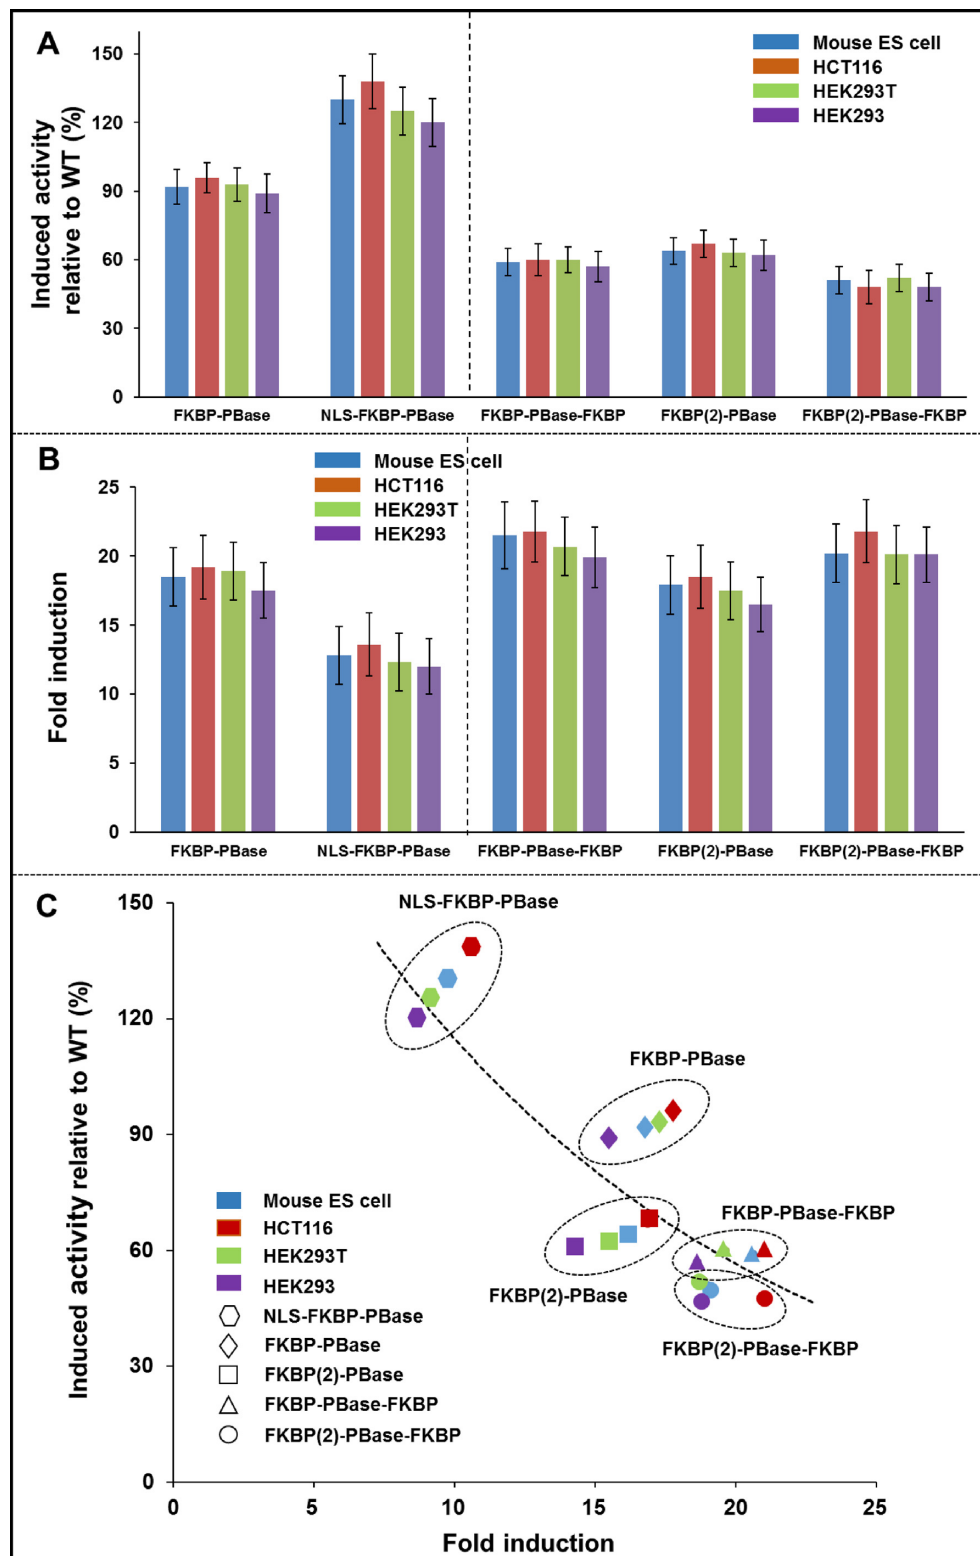 A
Induced activity
relative to WT (%)
150
120
90
60
30
0
Mouse ES cell
HCT116
HEK293T
HEK293
FKBP-PBase
NLS-FKBP-PBase
FKBP-PBase-FKBP
FKBP(2)-PBase
FKBP(2)-PBase-FKBP
B
Fold induction
25
20
15
10
5
0
Mouse ES cell
HCT116
HEK293T
HEK293
FKBP-PBase
NLS-FKBP-PBase
FKBP-PBase-FKBP
FKBP(2)-PBase
FKBP(2)-PBase-FKBP
C
Induced activity relative to WT (%)
150
120
90
60
30
0
NLS-FKBP-PBase
FKBP-PBase
FKBP-PBase-FKBP
FKBP(2)-PBase
FKBP(2)-PBase-FKBP
Mouse ES cell
HCT116
HEK293T
HEK293
NLS-FKBP-PBase
FKBP-PBase
FKBP(2)-PBase
FKBP-PBase-FKBP
FKBP(2)-PBase-FKBP
0 5 10 15 20 25
Fold induction